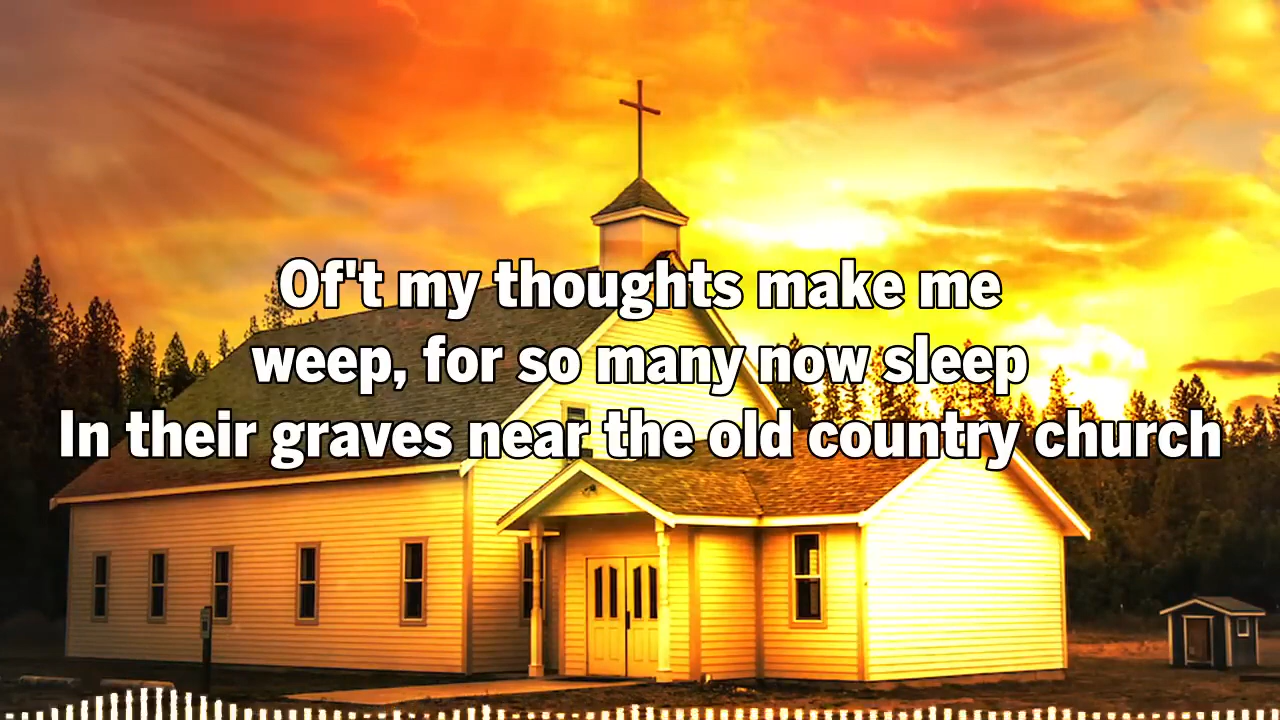 Of't my thoughts make me
weep, for so many now sleep
In their graves near the old country church